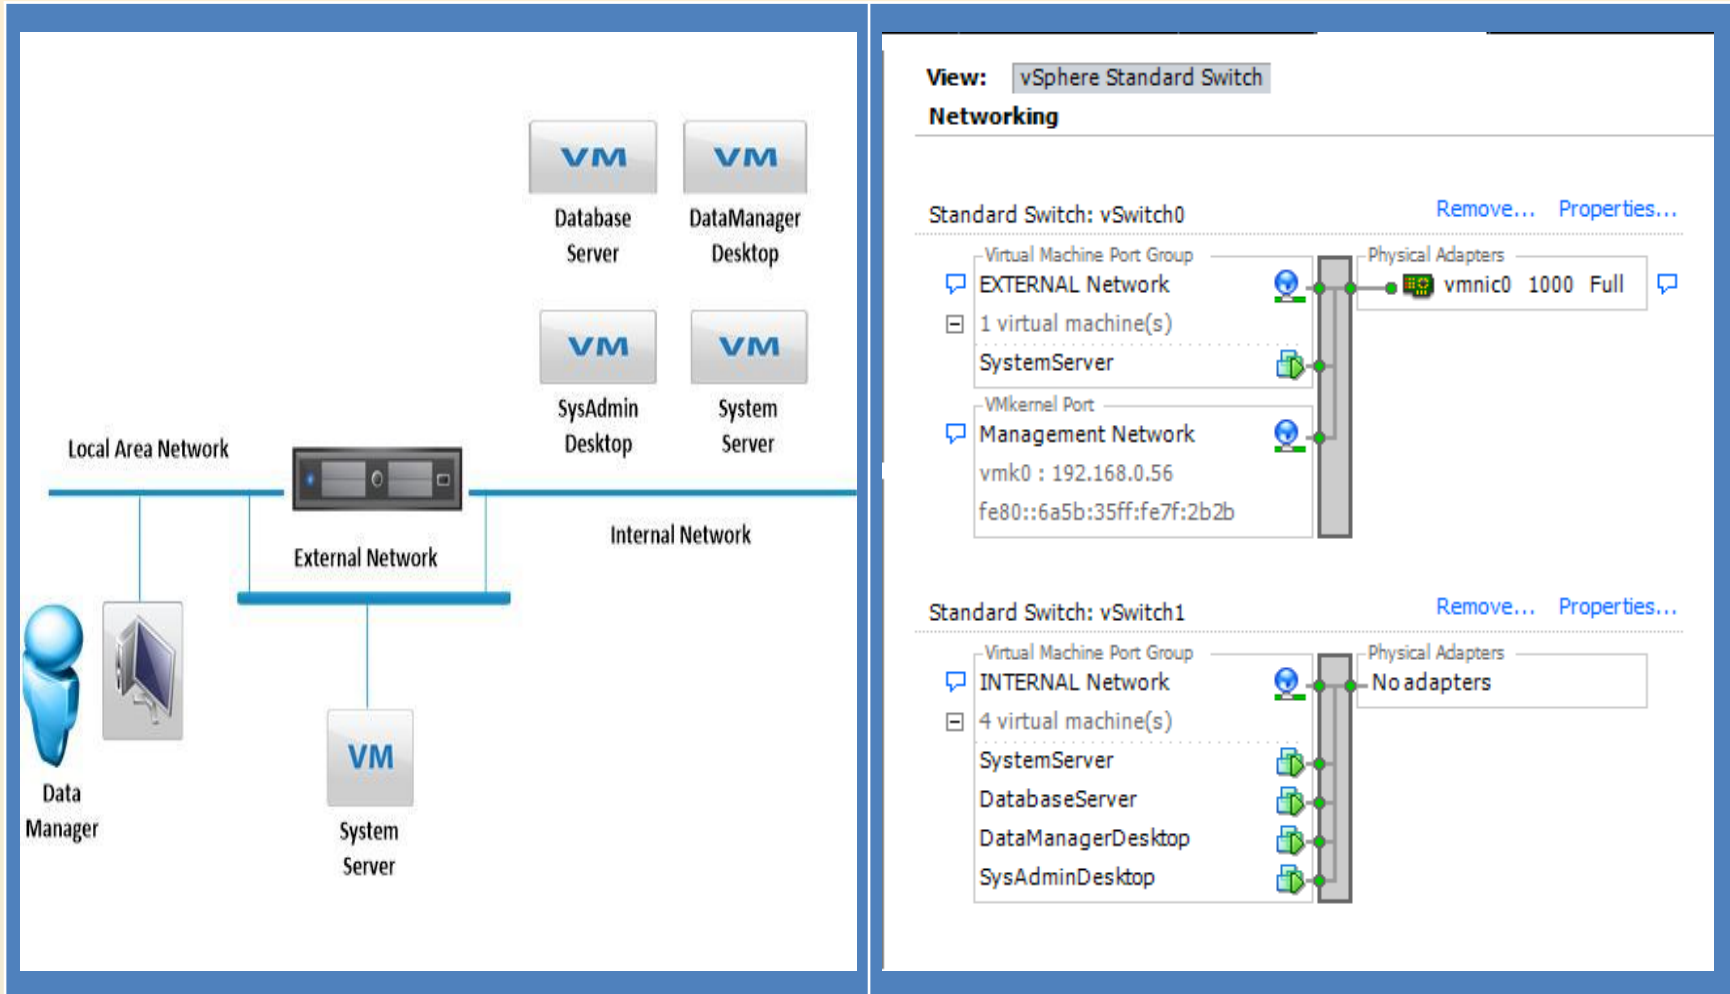 VM
VM
Database
Server
DataManager
Desktop
VM
VM
SysAdmin
Desktop
System
Server
Local Area Network
External Network
Internal Network
Data
Manager
VM
System
Server
View: vSphere Standard Switch
Networking
Standard Switch: vSwitch0 Remove... Properties...
Virtual Machine Port Group
EXTERNAL Network
1 virtual machine(s)
SystemServer
Physical Adapters
vmnic0 1000 Full
VMkernel Port
Management Network
vmk0 : 192.168.0.56
fe80::6a5b:35ff:fe7f:2b2b
Standard Switch: vSwitch1 Remove... Properties...
Virtual Machine Port Group
INTERNAL Network
4 virtual machine(s)
SystemServer
DatabaseServer
DataManagerDesktop
SysAdminDesktop
Physical Adapters
No adapters